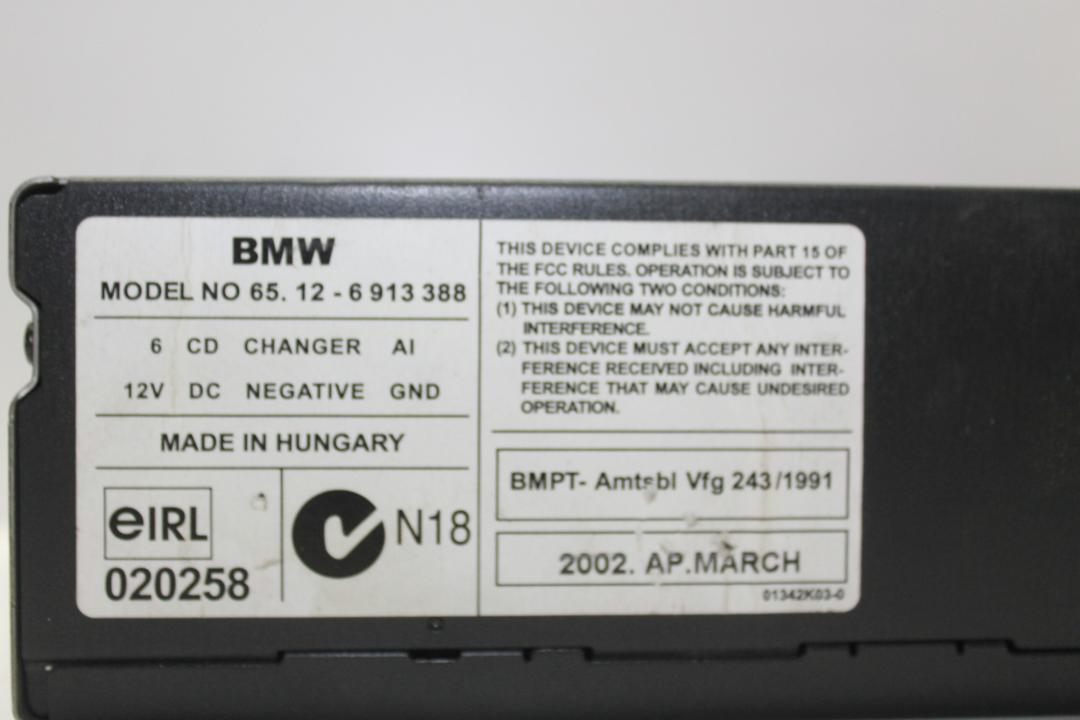 BMW
MODEL NO 65. 12 - 6 913 388
6 CD CHANGER AI
12V DC NEGATIVE GND
MADE IN HUNGARY
eIRL
020258
N18
THIS DEVICE COMPLIES WITH PART 15 OF
THE FCC RULES. OPERATION IS SUBJECT TO
THE FOLLOWING TWO CONDITIONS:
(1) THIS DEVICE MAY NOT CAUSE HARMFUL
INTERFERENCE.
(2) THIS DEVICE MUST ACCEPT ANY INTER-
FERENCE RECEIVED INCLUDING INTER-
FERENCE THAT MAY CAUSE UNDESIRED
OPERATION.
BMPT- Amtsbl Vfg 243/1991
2002. AP.MARCH
01342K03-0